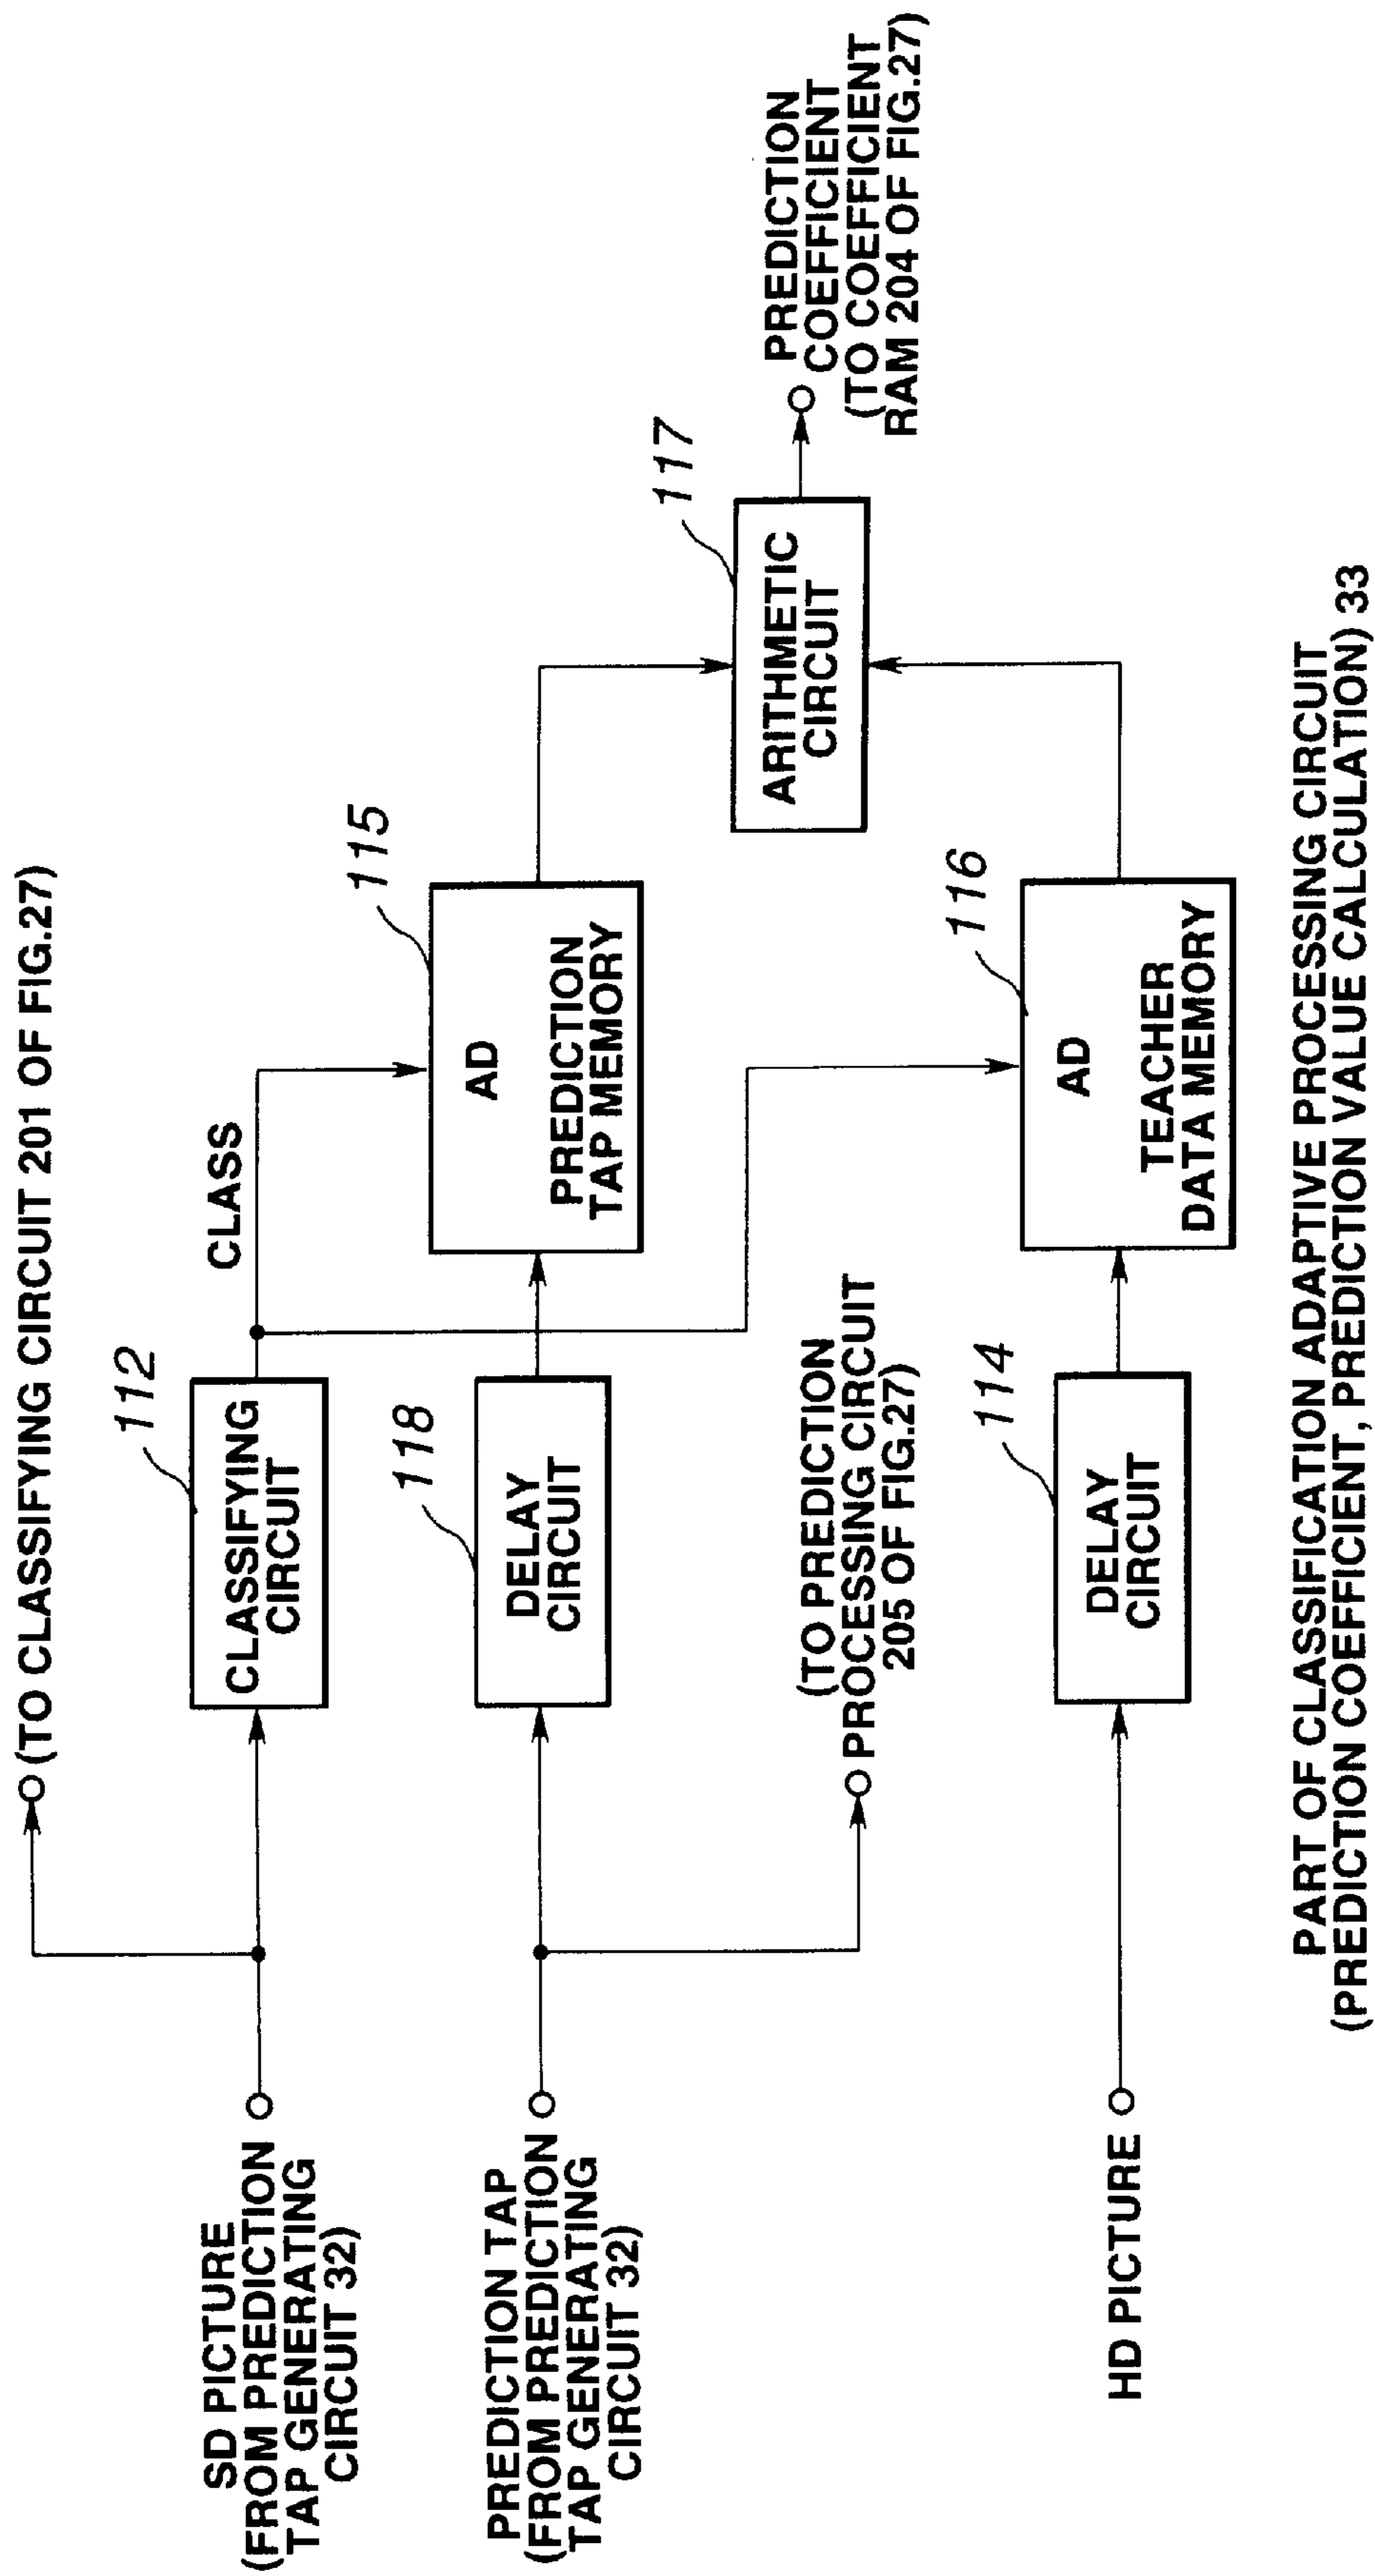 (TO CLASSIFYING CIRCUIT 201 OF FIG.27)
SD PICTURE
(FROM PREDICTION
TAP GENERATING
CIRCUIT 32)
112
CLASSIFYING
CIRCUIT
CLASS
PREDICTION TAP
(FROM PREDICTION
TAP GENERATING
CIRCUIT 32)
118
DELAY
CIRCUIT
115
AD
PREDICTION
TAP MEMORY
117
ARITHMETIC
CIRCUIT
PREDICTION
COEFFICIENT
(TO COEFFICIENT
RAM 204 OF FIG.27)
(TO PREDICTION
PROCESSING CIRCUIT
205 OF FIG.27)
HD PICTURE
114
DELAY
CIRCUIT
116
AD
TEACHER
DATA MEMORY
PART OF CLASSIFICATION ADAPTIVE PROCESSING CIRCUIT
(PREDICTION COEFFICIENT, PREDICTION VALUE CALCULATION) 33